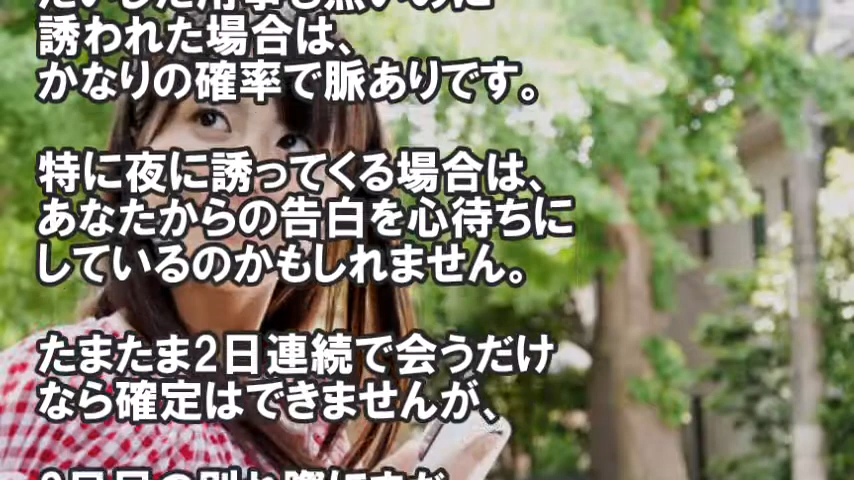 誘われた場合は、
かなりの確率で脈ありです。
特に夜に誘ってくる場合は、
あなたからの告白を心待ちに
しているのかもしれません。
たまたま2日連続で会うだけ
なら確定はできませんが、